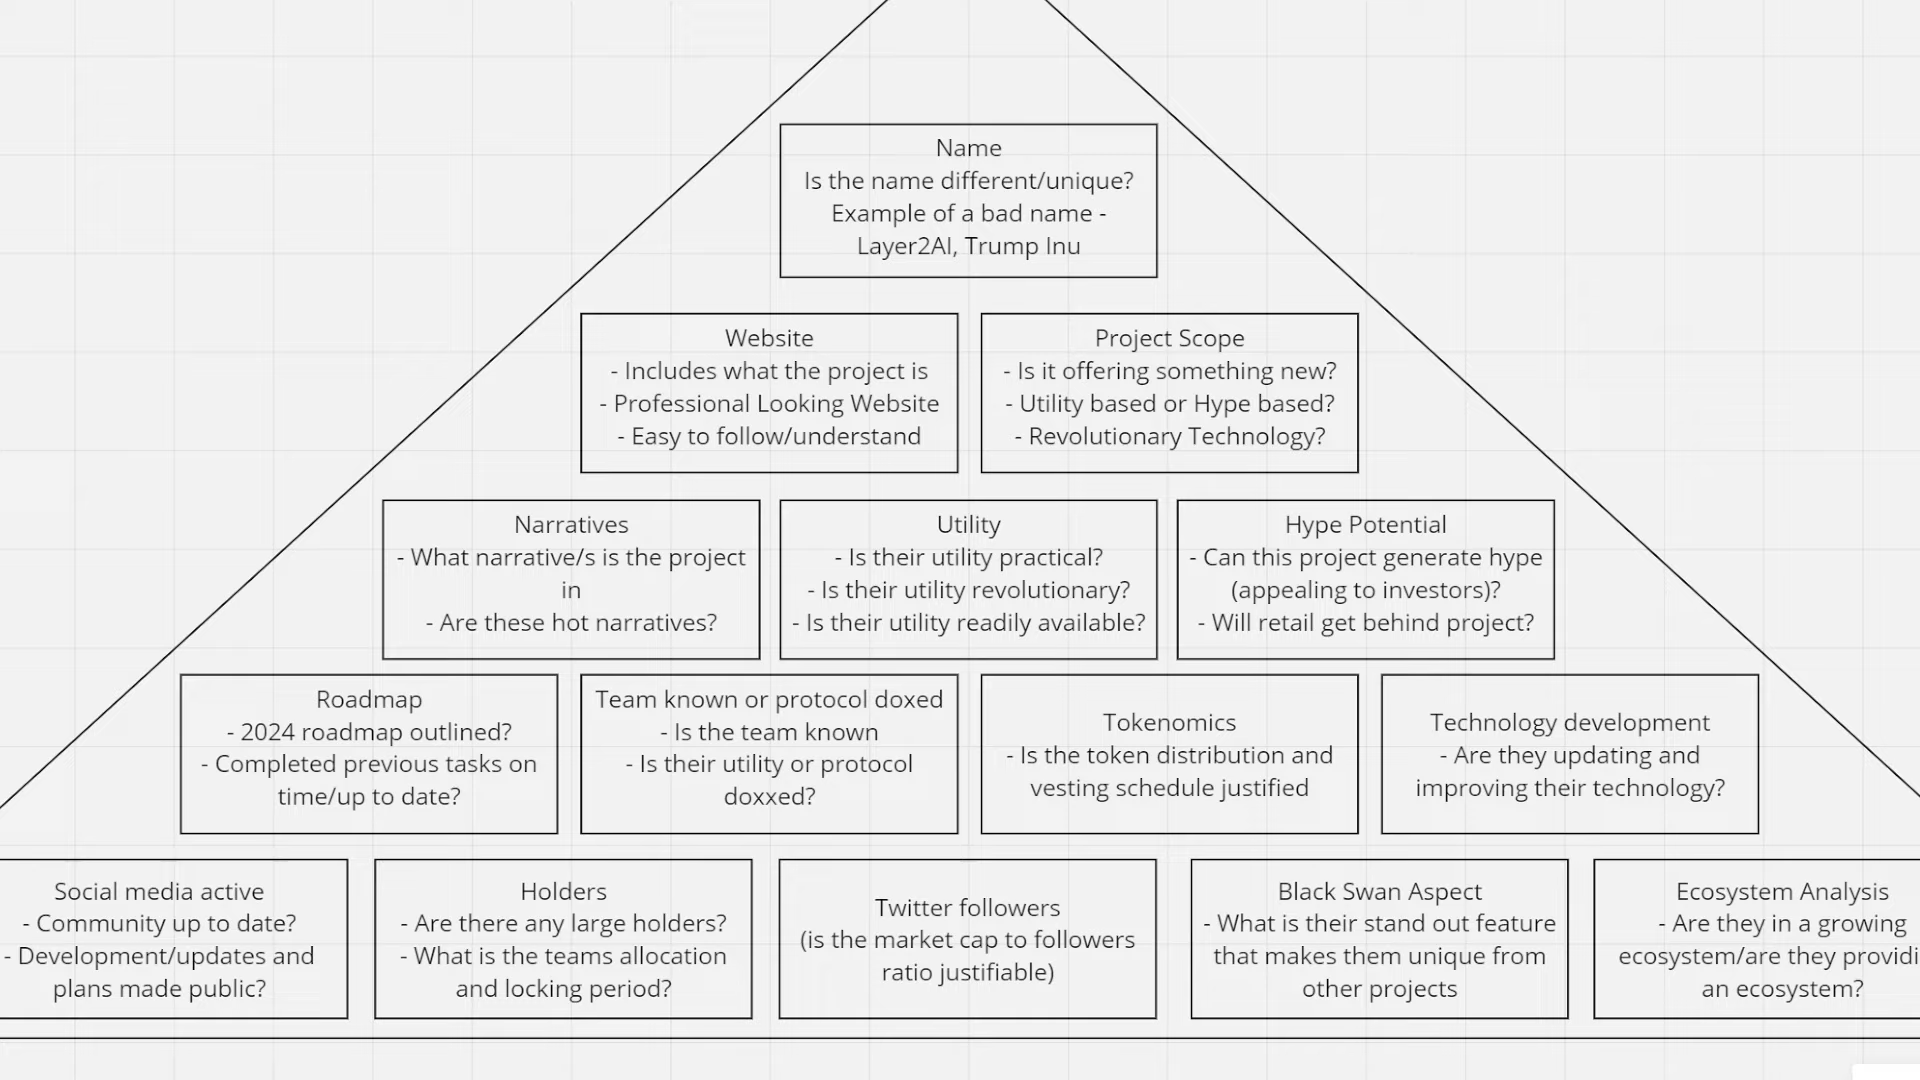 Name
Is the name different/unique?
Example of a bad name -
Layer2AI, Trump Inu
Website
- Includes what the project is
- Professional Looking Website
- Easy to follow/understand
Project Scope
- Is it offering something new?
- Utility based or Hype based?
- Revolutionary Technology?
Narratives
- What narrative/s is the project
in
- Are these hot narratives?
Utility
- Is their utility practical?
- Is their utility revolutionary?
- Is their utility readily available?
Hype Potential
- Can this project generate hype
(appealing to investors)?
- Will retail get behind project?
Roadmap
- 2024 roadmap outlined?
- Completed previous tasks on
time/up to date?
Team known or protocol doxed
- Is the team known
- Is their utility or protocol
doxxed?
Tokenomics
- Is the token distribution and
vesting schedule justified
Technology development
- Are they updating and
improving their technology?
Social media active
- Community up to date?
- Development/updates and
plans made public?
Holders
- Are there any large holders?
- What is the teams allocation
and locking period?
Twitter followers
(is the market cap to followers
ratio justifiable)
Black Swan Aspect
- What is their stand out feature
that makes them unique from
other projects
Ecosystem Analysis
- Are they in a growing
ecosystem/are they providi
an ecosystem?